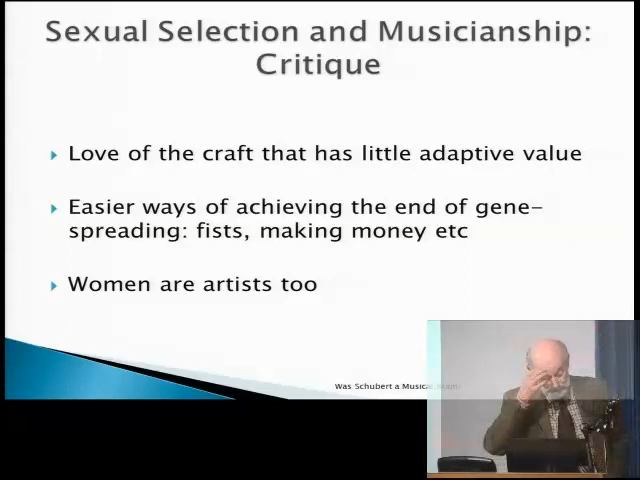 Sexual Selection and Musicianship:
Critique
Love of the craft that has little adaptive value
Easier ways of achieving the end of gene-
spreading: fists, making money etc
Women are artists too
Was Schubert a Musical